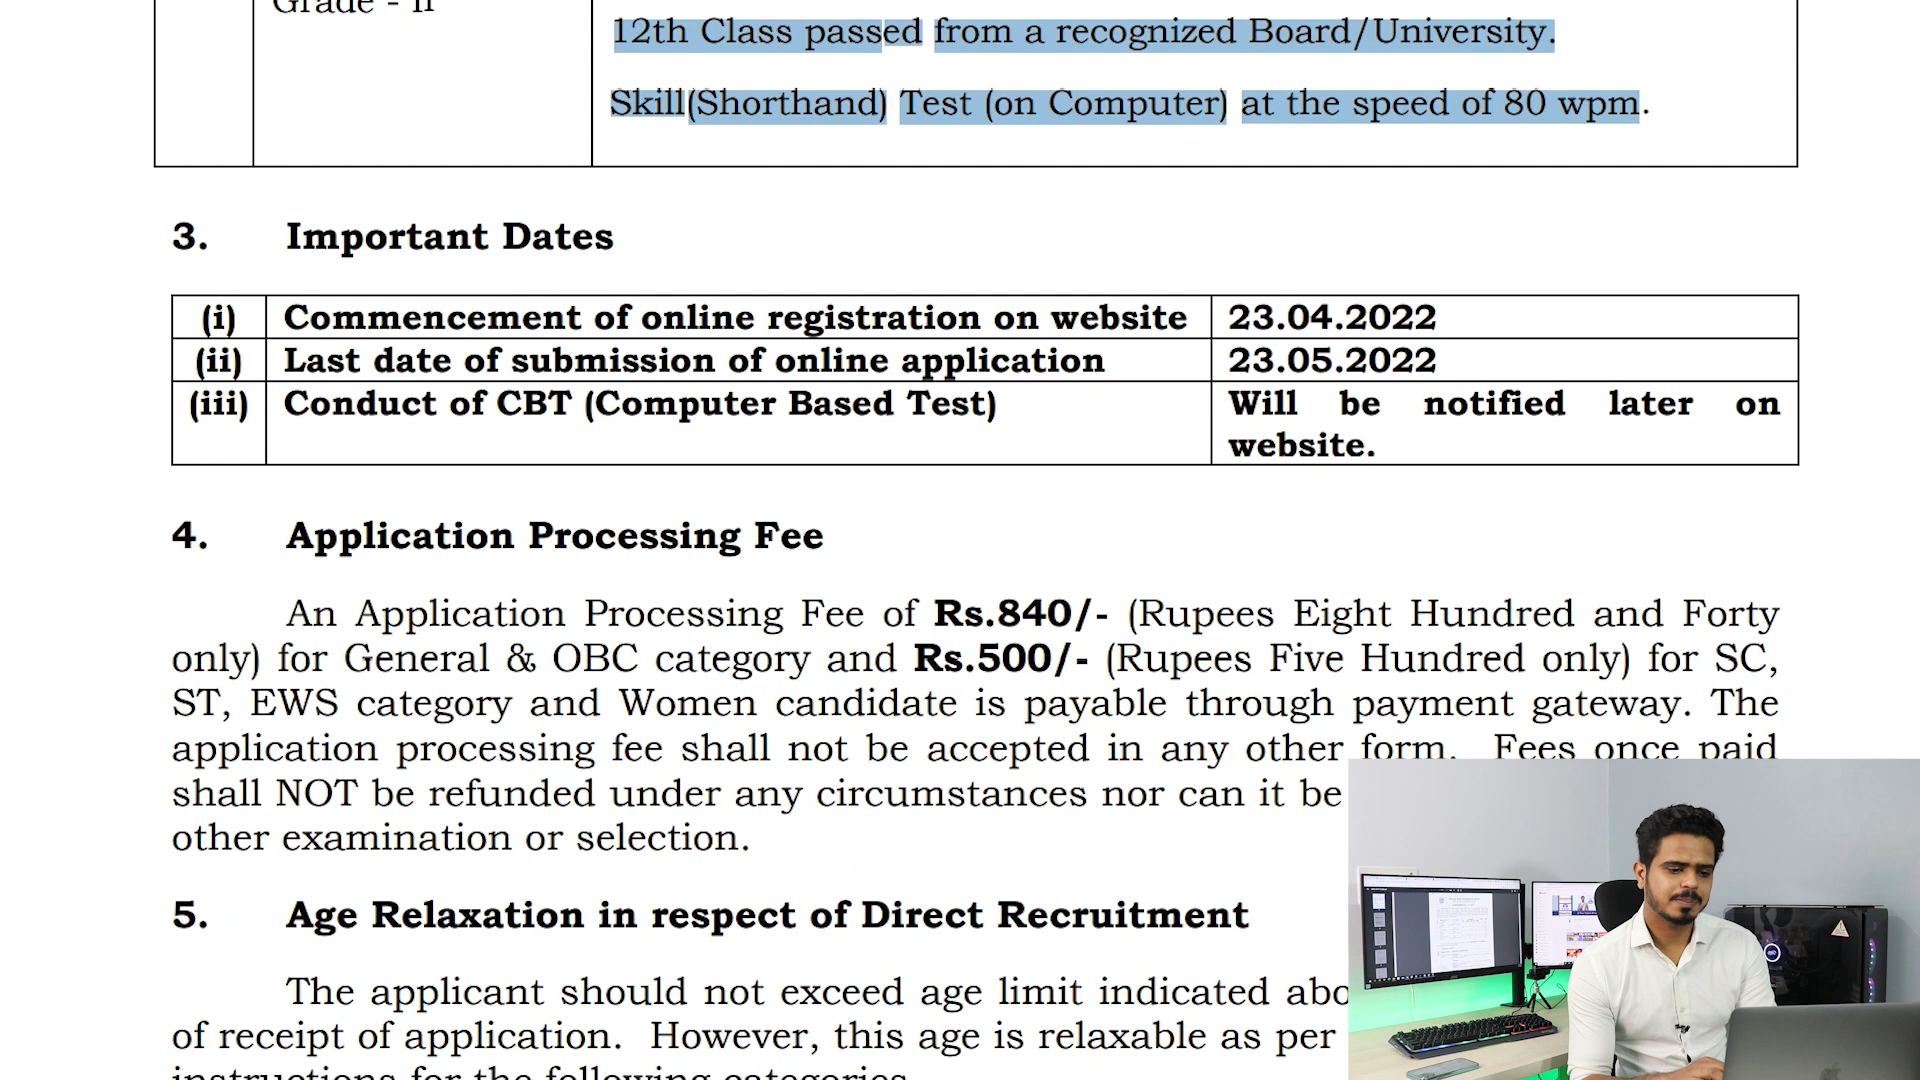 Grade - II
12th Class passed from a recognized Board/University.
Skill(Shorthand) Test (on Computer) at the speed of 80 wpm.
3. Important Dates
(i) Commencement of online registration on website 23.04.2022
(ii) Last date of submission of online application 23.05.2022
(iii) Conduct of CBT (Computer Based Test) Will be notified later on
website.
4. Application Processing Fee
An Application Processing Fee of Rs.840/- (Rupees Eight Hundred and Forty
only) for General & OBC category and Rs.500/- (Rupees Five Hundred only) for SC,
ST, EWS category and Women candidate is payable through payment gateway. The
application processing fee shall not be accepted in any other form. Fees once paid
shall NOT be refunded under any circumstances nor can it be
other examination or selection.
5. Age Relaxation in respect of Direct Recruitment
The applicant should not exceed age limit indicated abo
of receipt of application. However, this age is relaxable as per
instructions for the following categories